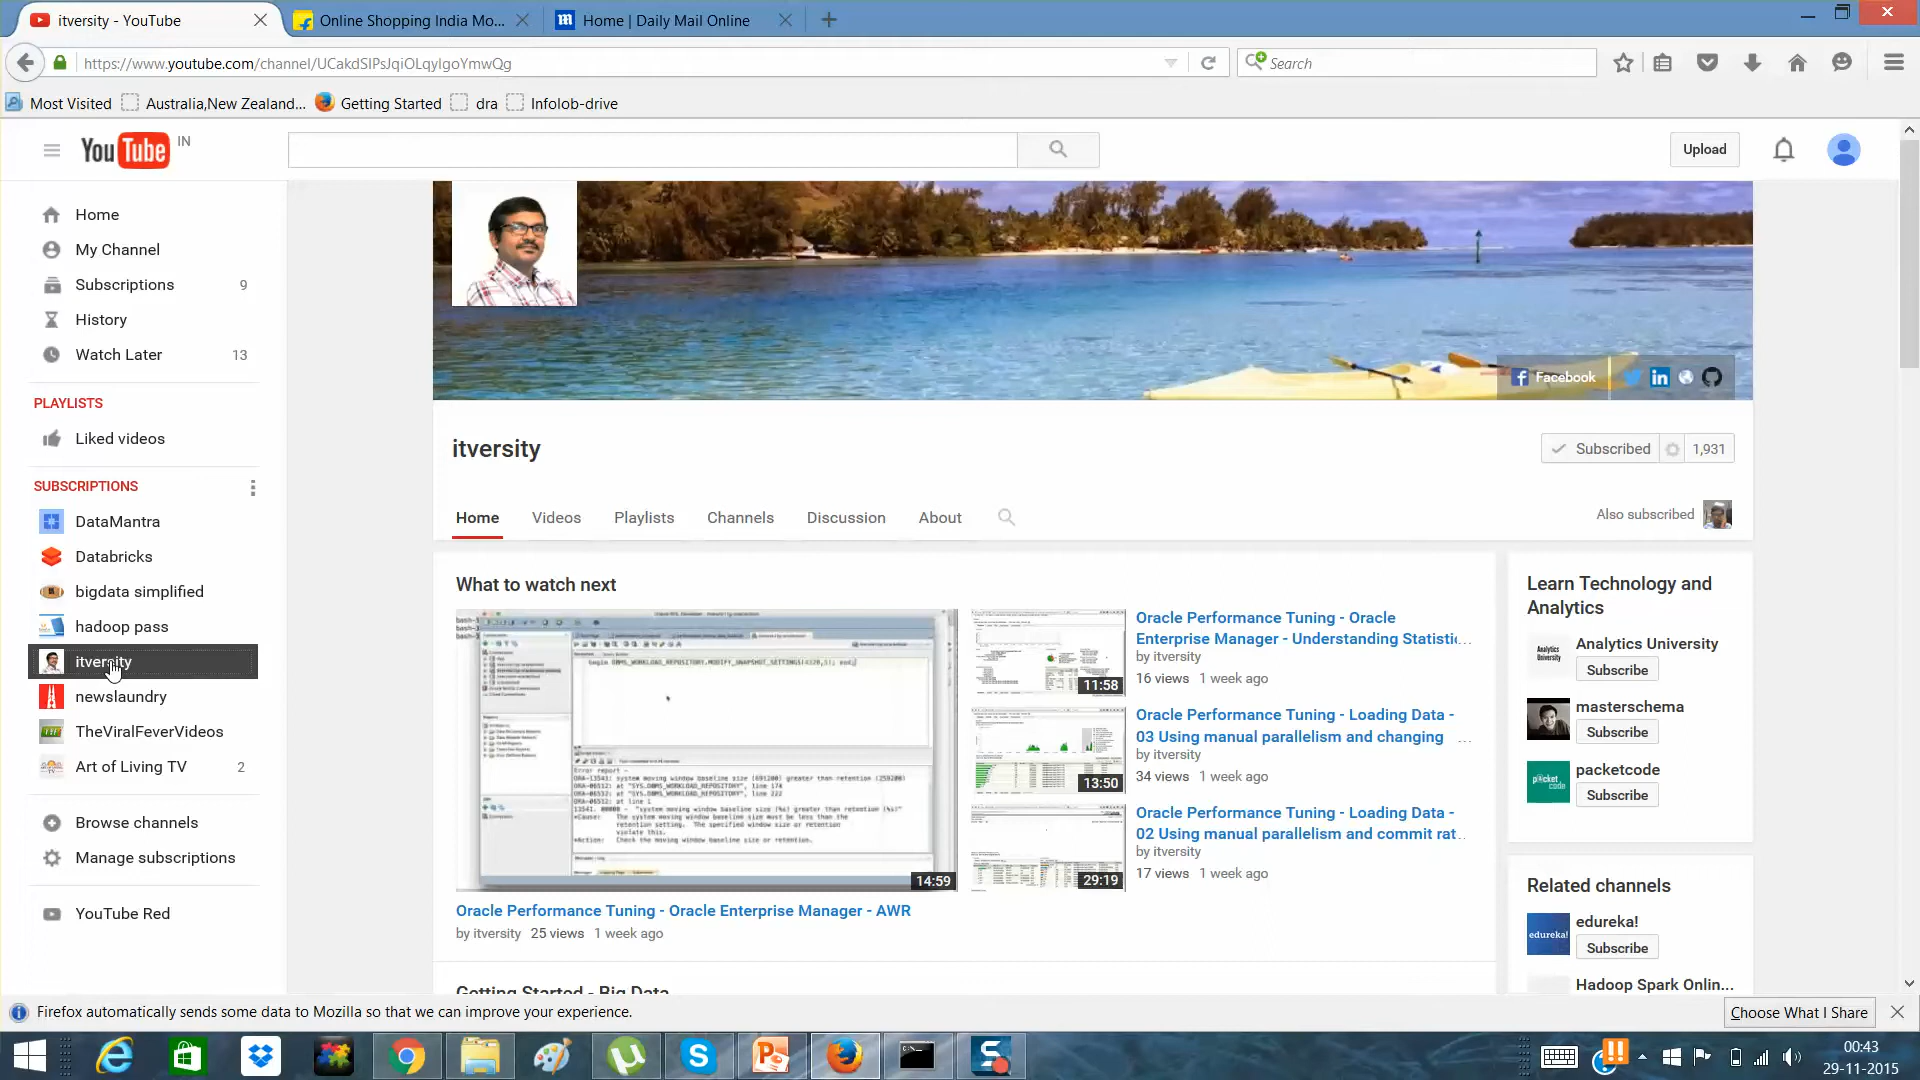 itversity - YouTube
Online Shopping India Mo...
Home | Daily Mail Online
https://www.youtube.com/channel/UCakdSIPsJqiOLqylgoYmwQg
Search
Most Visited
Australia,New Zealand...
Getting Started
dra
Infolob-drive
YouTube IN
Upload
Home
My Channel
Subscriptions 9
History
Watch Later 13
PLAYLISTS
Liked videos
SUBSCRIPTIONS
DataMantra
Databricks
bigdata simplified
hadoop pass
itversity
newslaundry
TheViralFeverVideos
Art of Living TV 2
Browse channels
Manage subscriptions
YouTube Red
Facebook
itversity
Subscribed 1,931
Home Videos Playlists Channels Discussion About
Also subscribed
What to watch next
14:59
Oracle Performance Tuning - Oracle Enterprise Manager - AWR
by itversity 25 views 1 week ago
11:58
Oracle Performance Tuning - Oracle
Enterprise Manager - Understanding Statistic...
by itversity
16 views 1 week ago
13:50
Oracle Performance Tuning - Loading Data -
03 Using manual parallelism and changing ...
by itversity
34 views 1 week ago
29:19
Oracle Performance Tuning - Loading Data -
02 Using manual parallelism and commit rat...
by itversity
17 views 1 week ago
Getting Started - Big Data
Learn Technology and
Analytics
Analytics University
Subscribe
masterschema
Subscribe
packetcode
Subscribe
Related channels
edureka!
edureka!
Subscribe
Hadoop Spark Onlin...
Firefox automatically sends some data to Mozilla so that we can improve your experience.
Choose What I Share
00:43
29-11-2015